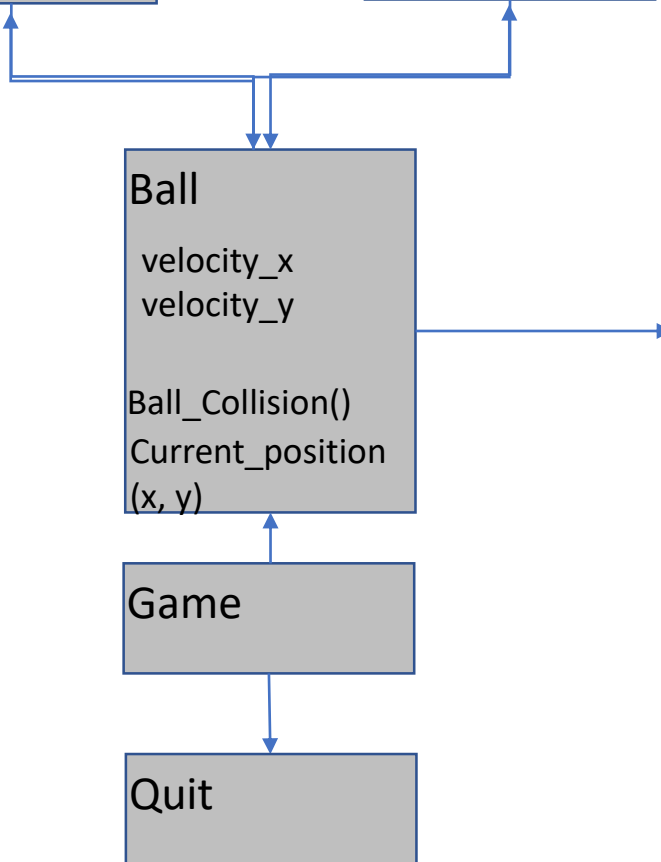 Ball
velocity_x
velocity_y
Ball_Collision()
Current_position
(x, y)
Game
Quit